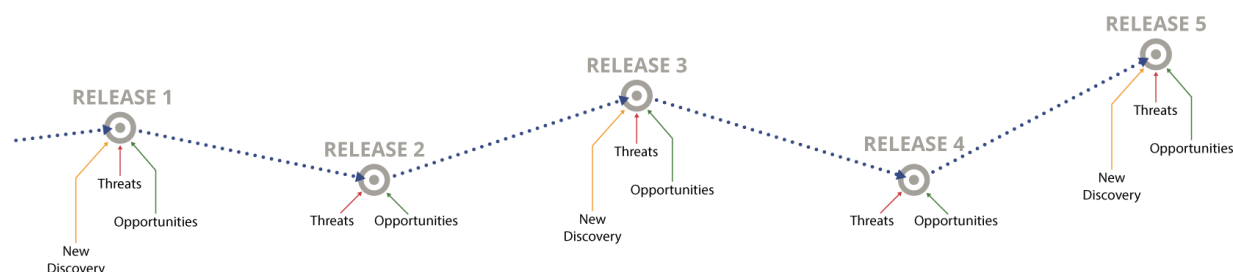 RELEASE 1
Threats
Opportunities
New
Discovery
RELEASE 2
Threats
Opportunities
RELEASE 3
Threats
Opportunities
New
Discovery
RELEASE 4
Threats
Opportunities
RELEASE 5
Threats
Opportunities
New
Discovery